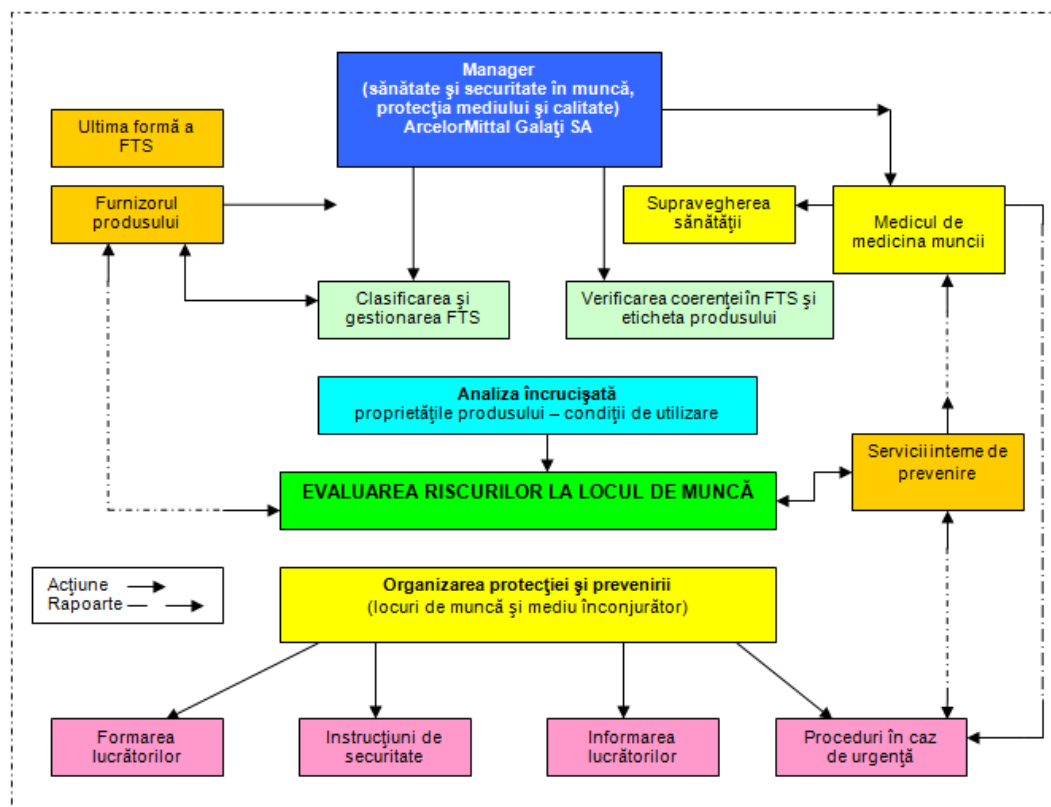 Manager
(sănătate şi securitate în muncă,
protecţia mediului şi calitate)
ArcelorMittal Galaţi SA
Ultima formă a
FTS
Furnizorul
produsului
Supravegherea
sănătăţii
Medicul de
medicina muncii
Clasificarea şi
gestionarea FTS
Verificarea coerenţei în FTS şi
eticheta produsului
Analiza încrucişată
proprietăţile produsului – condiţii de utilizare
Servicii interne de
prevenire
EVALUAREA RISCURILOR LA LOCUL DE MUNCĂ
Acţiune
Rapoarte
Organizarea protecţiei şi prevenirii
(locuri de muncă şi mediu înconjurător)
Formarea
lucrătorilor
Instrucţiuni de
securitate
Informarea
lucrătorilor
Proceduri în caz
de urgenţă